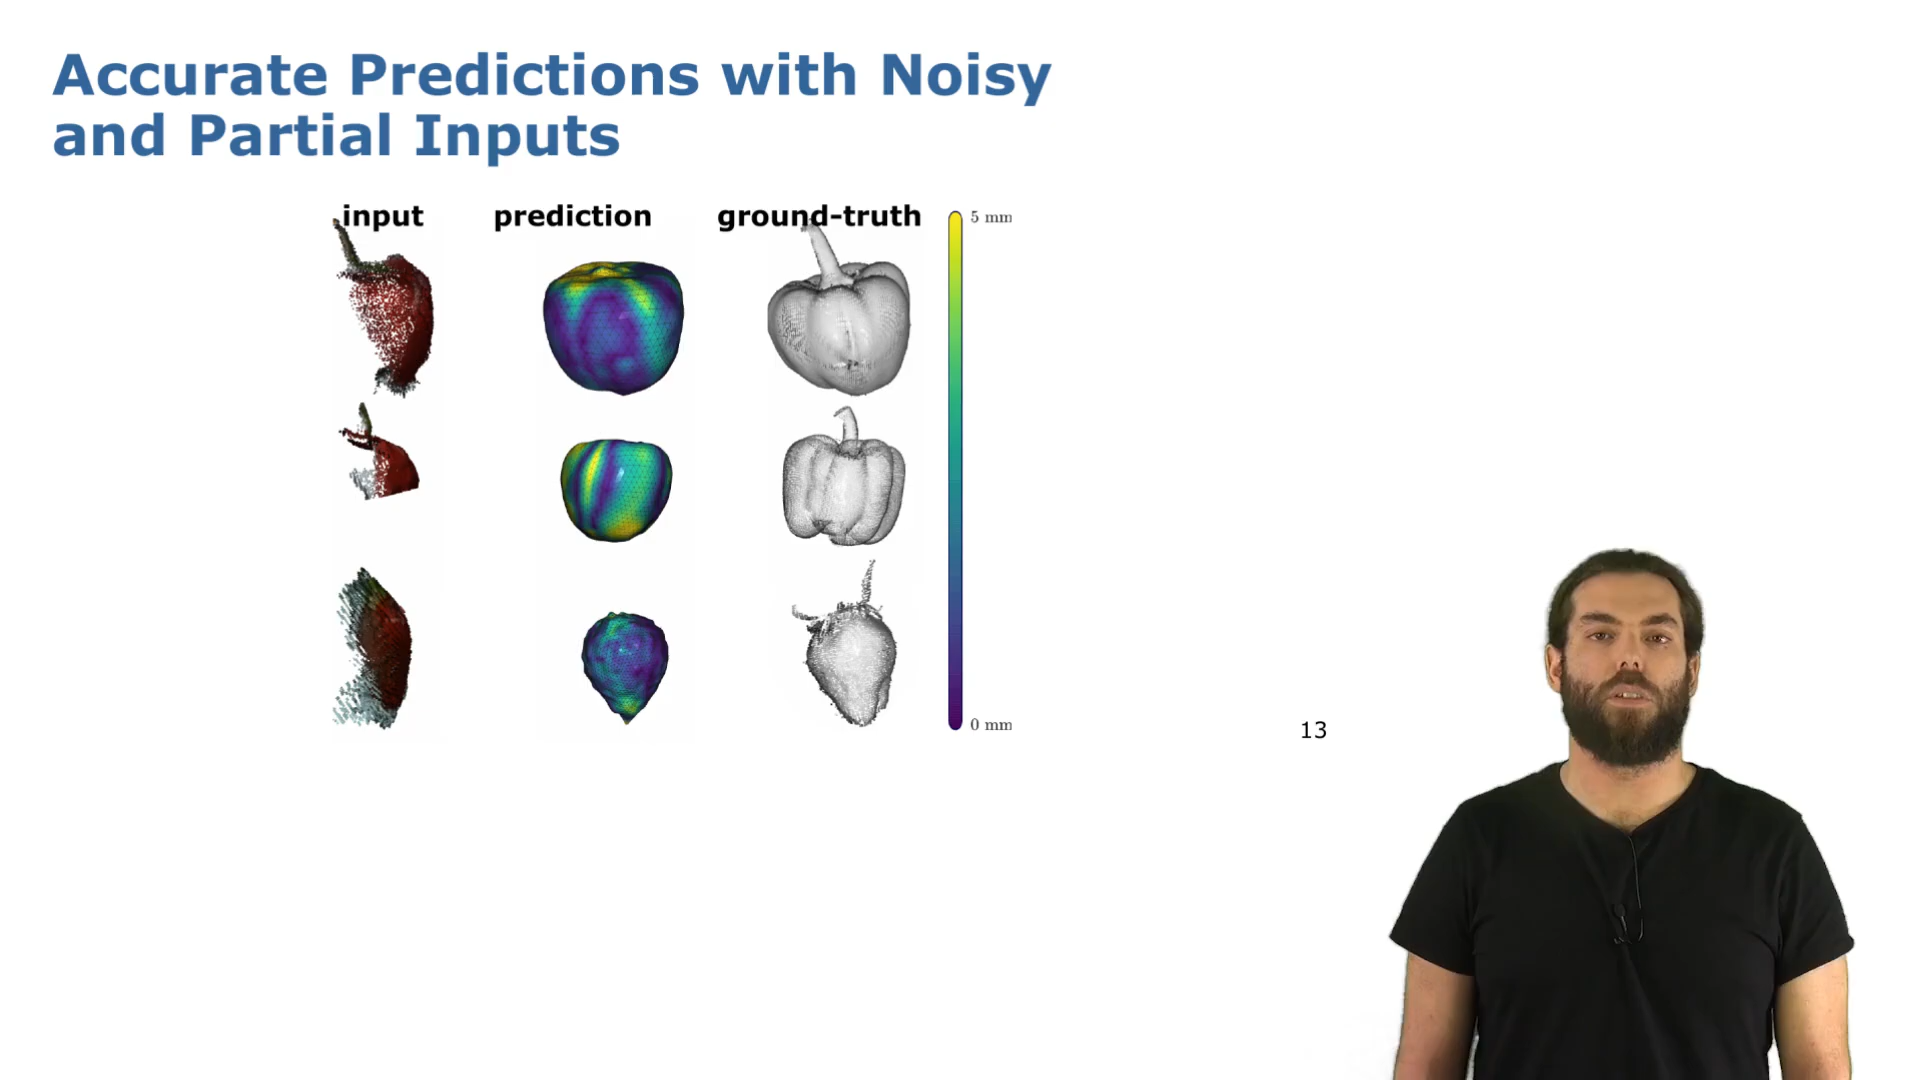 Accurate Predictions with Noisy
and Partial Inputs
input prediction ground-truth
5 mm
0 mm
13